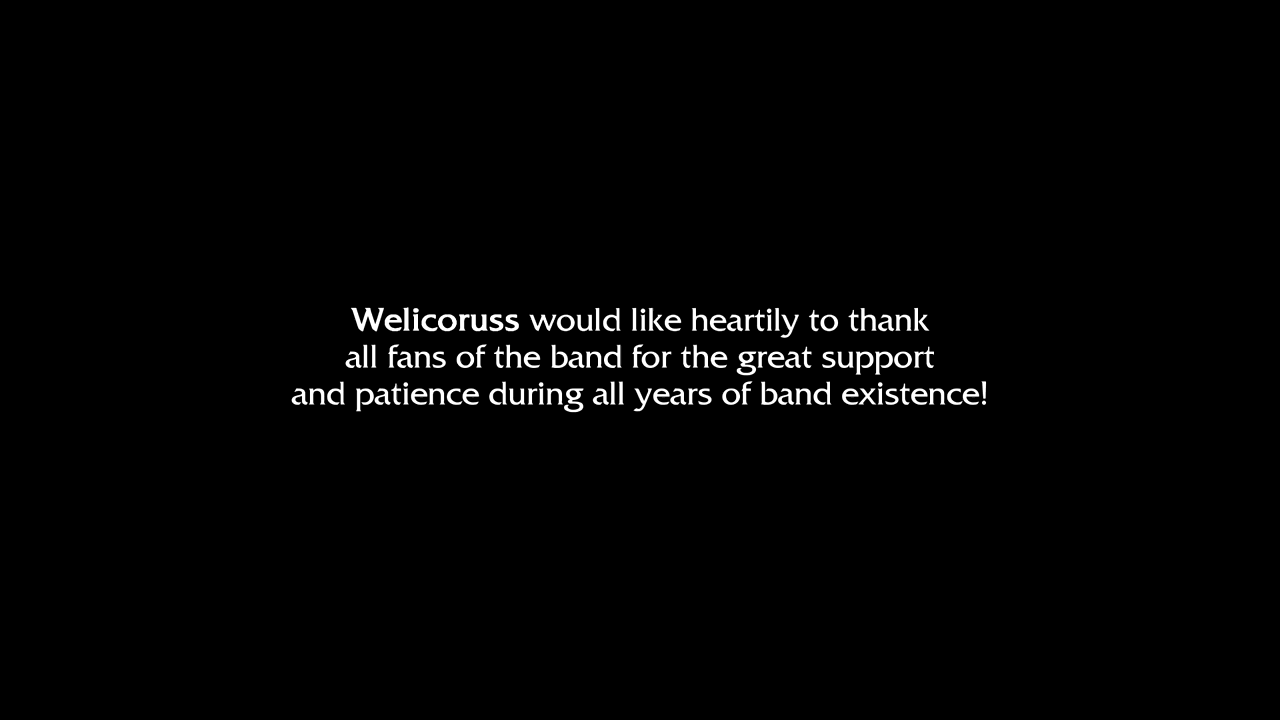 Welicoruss would like heartily to thank
all fans of the band for the great support
and patience during all years of band existence!